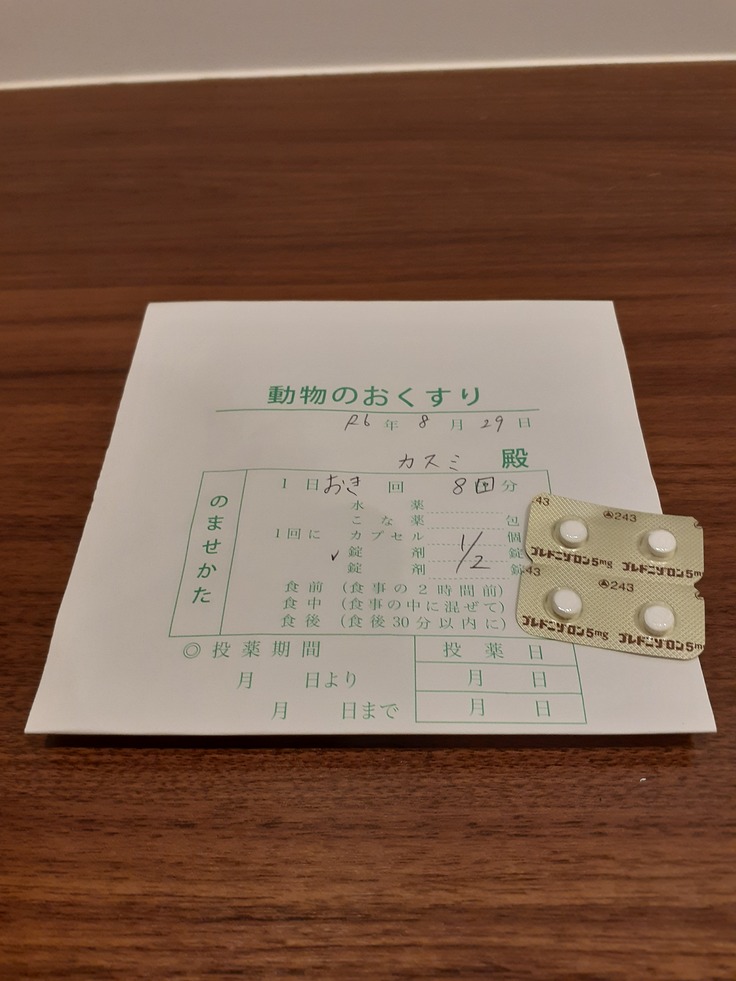 動物のおくすり
R6年8月29日
カスミ 殿
のませかた
1日おき 回 8回分
水薬
こな薬 包
1回に カプセル 1/2 個
✓錠剤 錠
錠剤 錠
食前(食事の2時間前)
食中(食事の中に混ぜて)
食後(食後30分以内に)
◎投薬期間
月 日より
月 日まで
投薬日
月 日
月 日
43 243
プレドニゾロン5mg プレドニゾロン5m
43 243
プレドニゾロン5mg プレドニゾロン5m